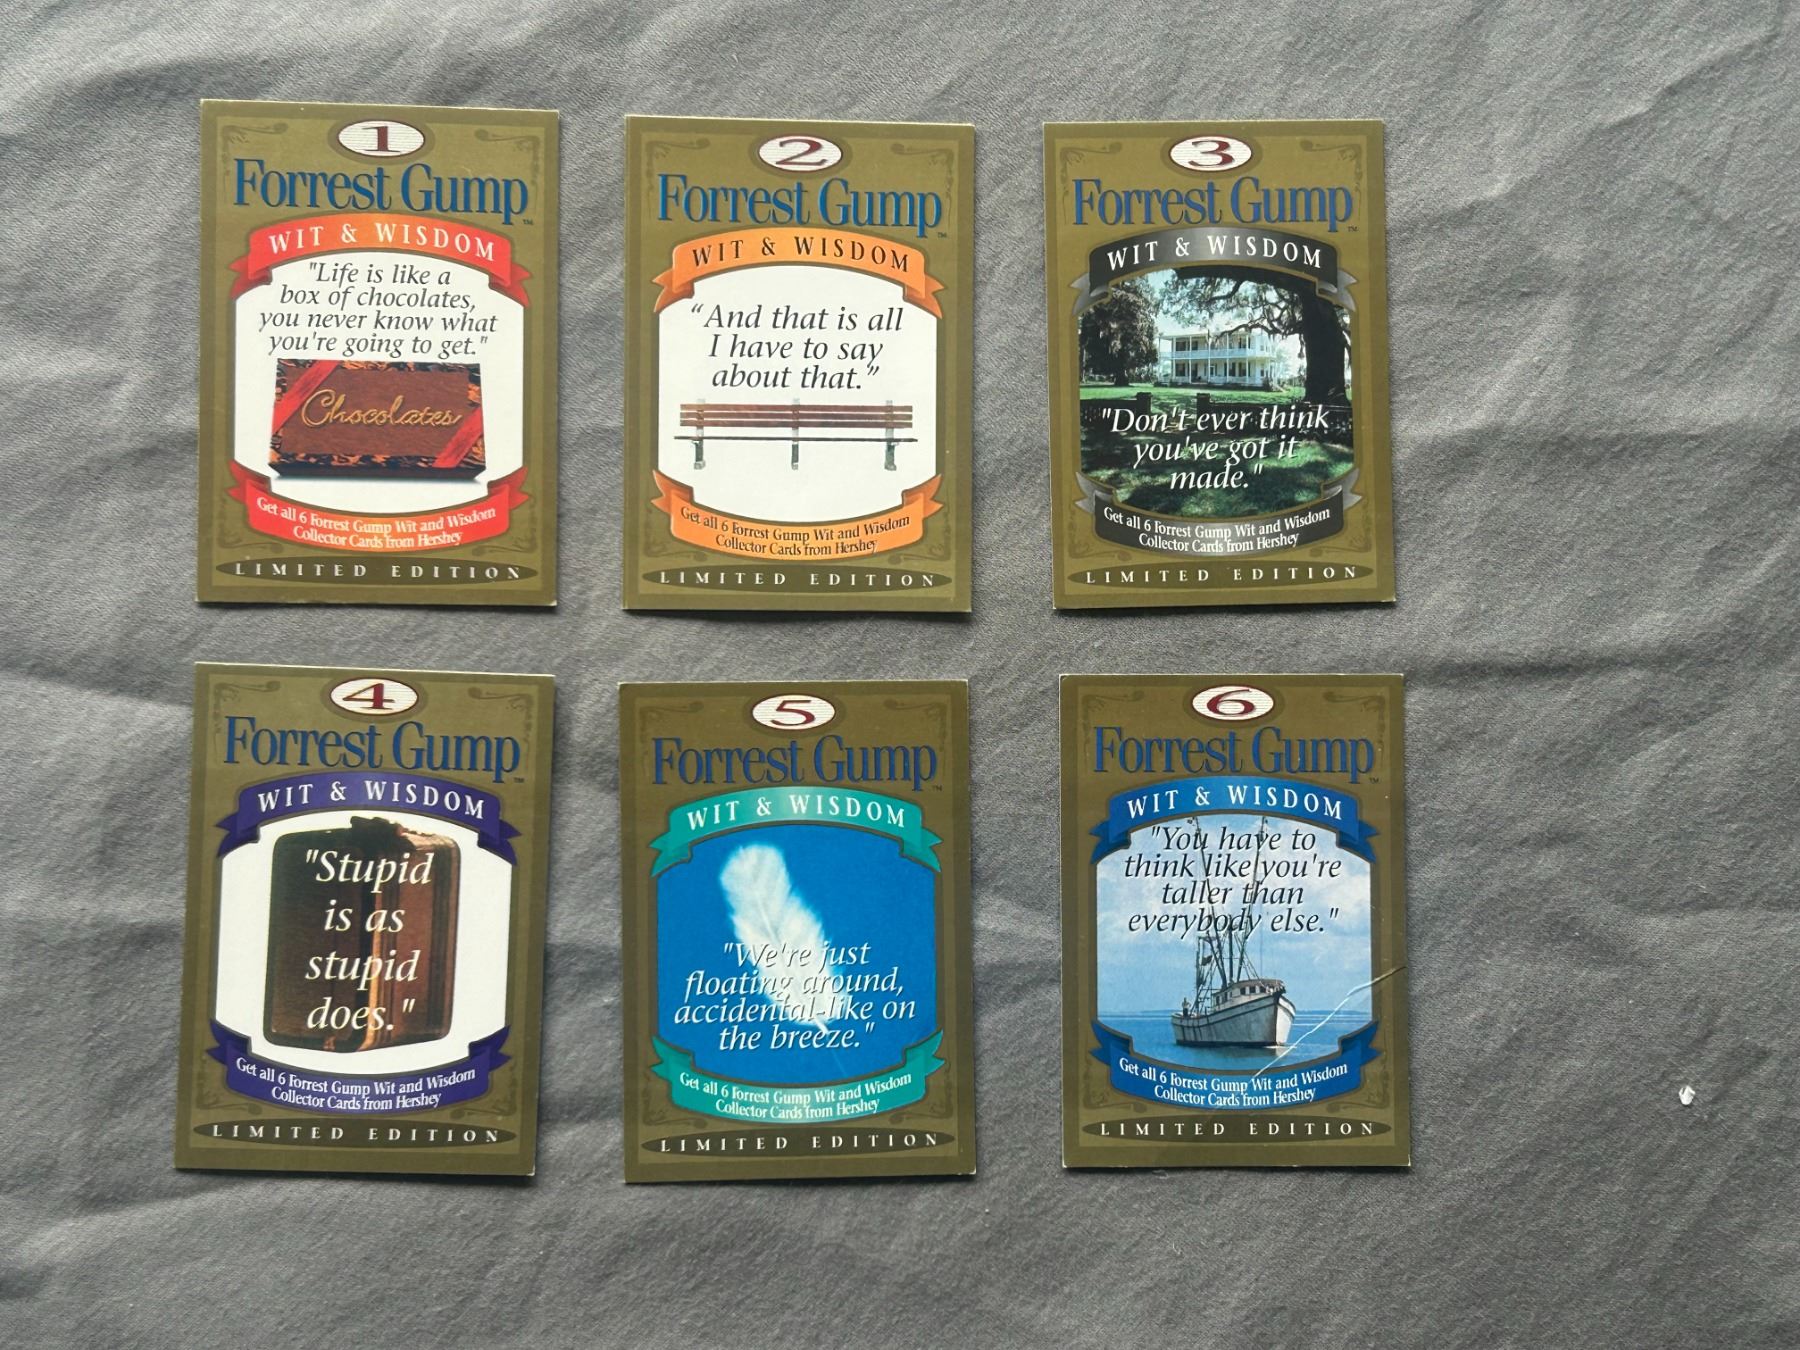 1
Forrest Gump™
WIT & WISDOM
"Life is like a
box of chocolates,
you never know what
you're going to get."
Chocolates
Get all 6 Forrest Gump Wit and Wisdom
Collector Cards from Hershey
LIMITED EDITION
2
Forrest Gump™
WIT & WISDOM
“And that is all
I have to say
about that.”
Get all 6 Forrest Gump Wit and Wisdom
Collector Cards from Hershey
LIMITED EDITION
3
Forrest Gump™
WIT & WISDOM
"Don't ever think
you've got it
made."
Get all 6 Forrest Gump Wit and Wisdom
Collector Cards from Hershey
LIMITED EDITION
4
Forrest Gump™
WIT & WISDOM
"Stupid
is as
stupid
does."
Get all 6 Forrest Gump Wit and Wisdom
Collector Cards from Hershey
LIMITED EDITION
5
Forrest Gump™
WIT & WISDOM
"We're just
floating around,
accidental-like on
the breeze."
Get all 6 Forrest Gump Wit and Wisdom
Collector Cards from Hershey
LIMITED EDITION
6
Forrest Gump™
WIT & WISDOM
"You have to
think like you're
taller than
everybody else."
Get all 6 Forrest Gump Wit and Wisdom
Collector Cards from Hershey
LIMITED EDITION